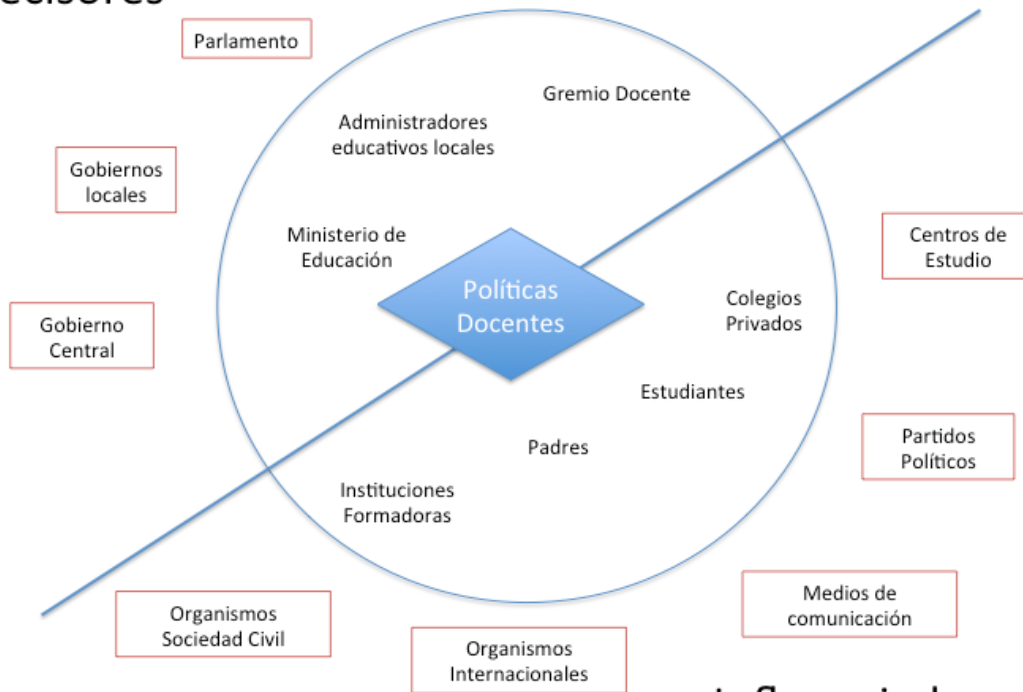 Parlamento
Gremio Docente
Administradores
educativos locales
Gobiernos
locales
Ministerio de
Educación
Centros de
Estudio
Políticas
Docentes
Colegios
Privados
Gobierno
Central
Estudiantes
Partidos
Políticos
Padres
Instituciones
Formadoras
Medios de
comunicación
Organismos
Sociedad Civil
Organismos
Internacionales